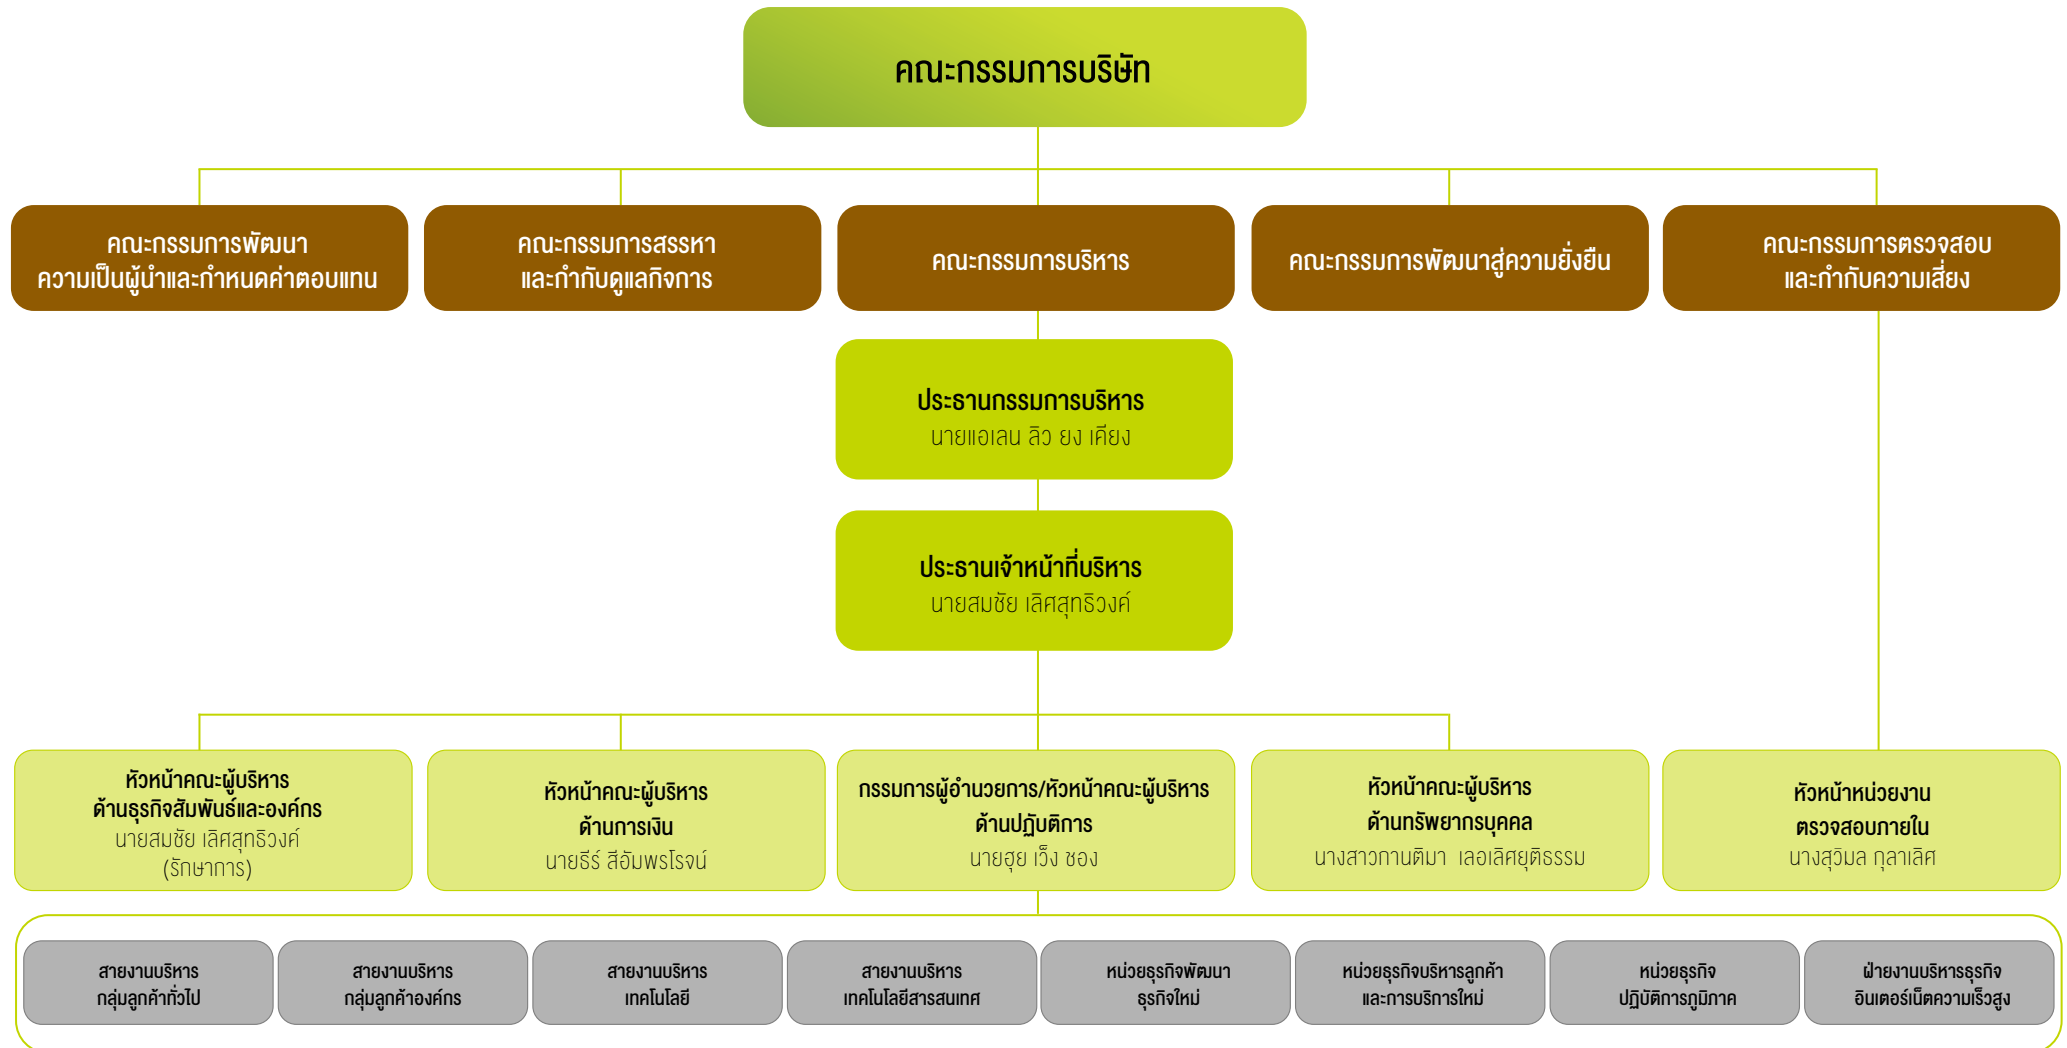 คณะกรรมการบริษัท
คณะกรรมการพัฒนา
ความเป็นผู้นำและกำหนดค่าตอบแทน
คณะกรรมการสรรหา
และกำกับดูแลกิจการ
คณะกรรมการบริหาร
คณะกรรมการพัฒนาสู่ความยั่งยืน
คณะกรรมการตรวจสอบ
และกำกับความเสี่ยง
ประธานกรรมการบริหาร
นายแอเลน ลิว ยง เคียง
ประธานเจ้าหน้าที่บริหาร
นายสมชัย เลิศสุทธิวงค์
หัวหน้าคณะผู้บริหาร
ด้านธุรกิจสัมพันธ์และองค์กร
นายสมชัย เลิศสุทธิวงค์
(รักษาการ)
หัวหน้าคณะผู้บริหาร
ด้านการเงิน
นายธีร์ สีอัมพรโรจน์
กรรมการผู้อำนวยการ/หัวหน้าคณะผู้บริหาร
ด้านปฏิบัติการ
นายฮุย เว็ง ชอง
หัวหน้าคณะผู้บริหาร
ด้านทรัพยากรบุคคล
นางสาวกานติมา เลอเลิศยุติธรรม
หัวหน้าหน่วยงาน
ตรวจสอบภายใน
นางสุวิมล กุลาเลิศ
สายงานบริหาร
กลุ่มลูกค้าทั่วไป
สายงานบริหาร
กลุ่มลูกค้าองค์กร
สายงานบริหาร
เทคโนโลยี
สายงานบริหาร
เทคโนโลยีสารสนเทศ
หน่วยธุรกิจพัฒนา
ธุรกิจใหม่
หน่วยธุรกิจบริหารลูกค้า
และการบริการใหม่
หน่วยธุรกิจ
ปฏิบัติการภูมิภาค
ฝ่ายงานบริหารธุรกิจ
อินเตอร์เน็ตความเร็วสูง